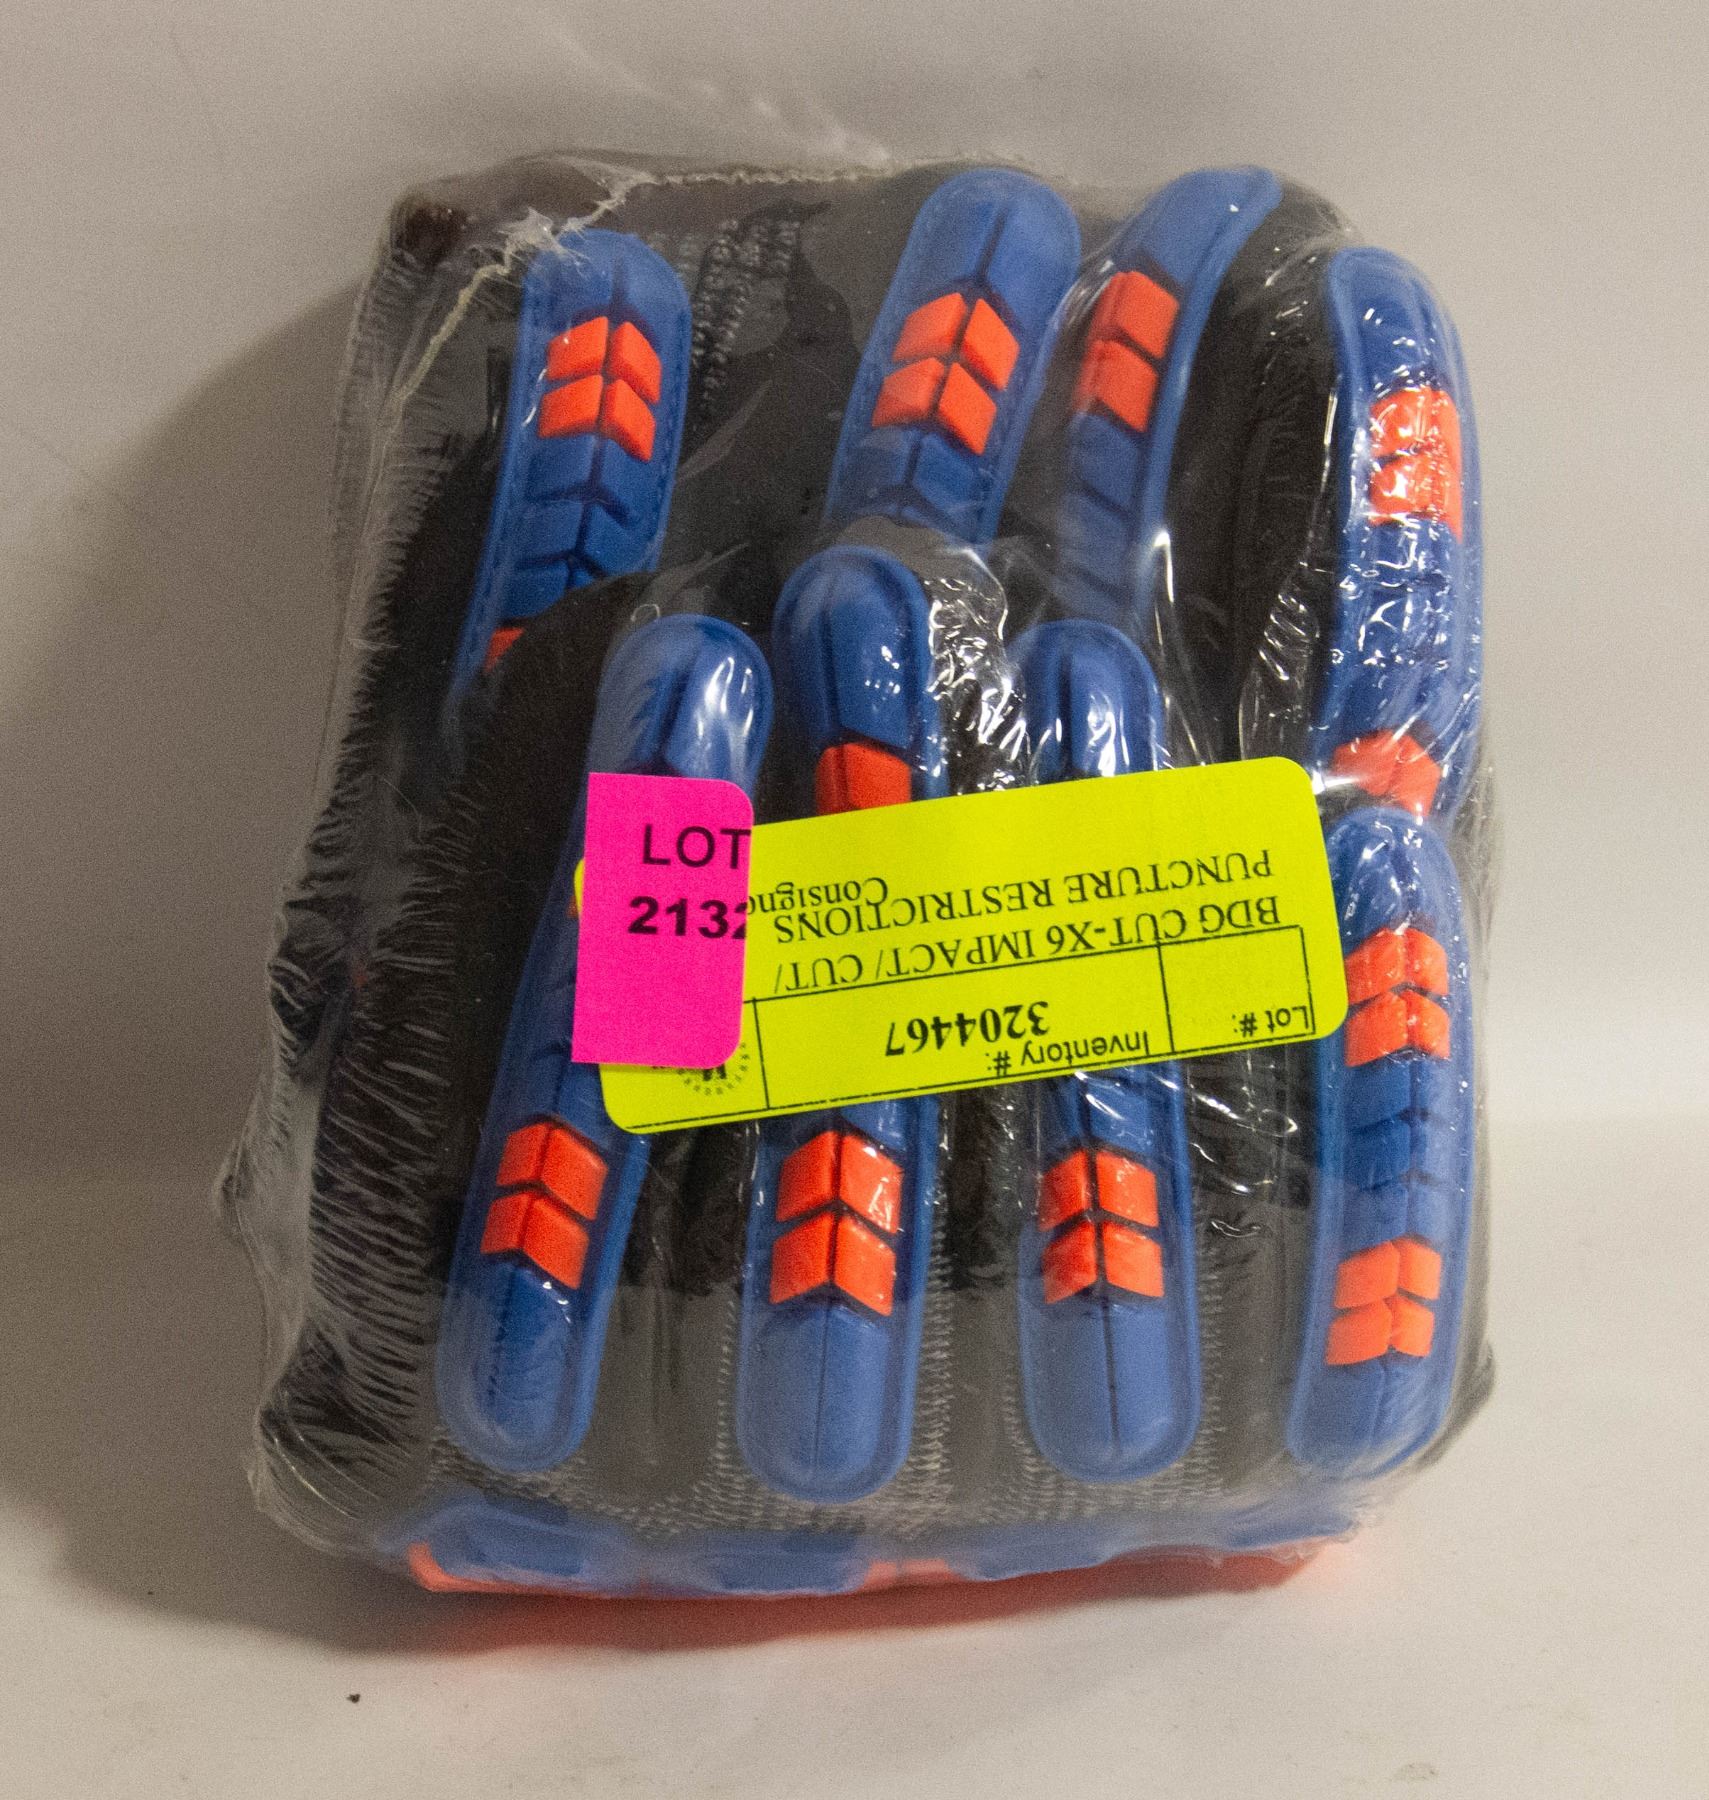 LOT
2132
Lot #: Inventory #:
3204467
BDG CUT-X6 IMPACT/ CUT/
PUNCTURE RESTRICTIONS